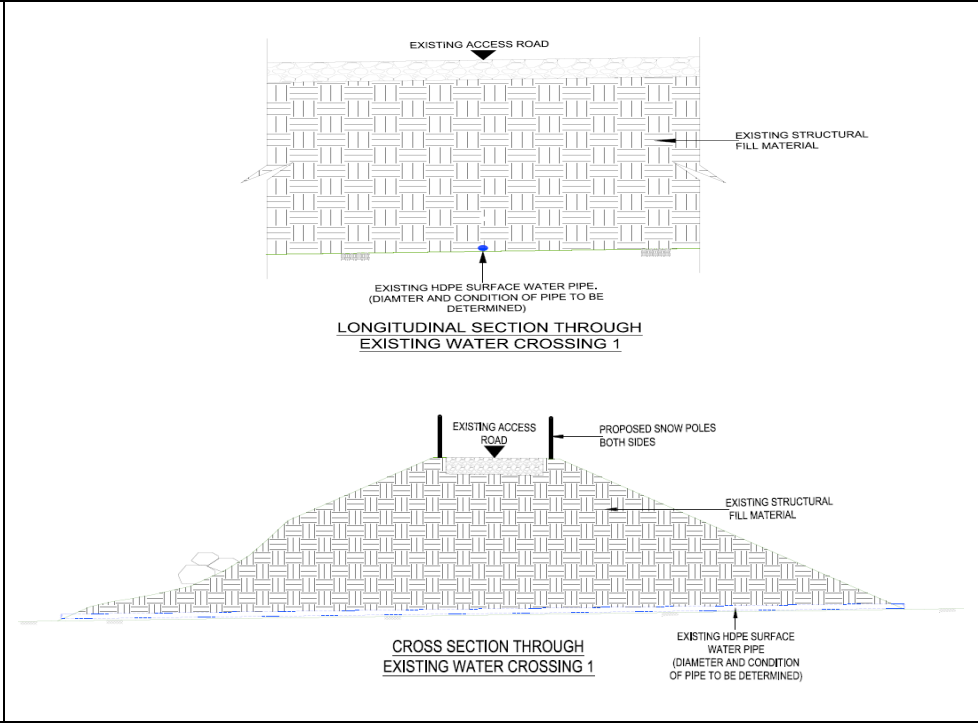 EXISTING ACCESS ROAD
EXISTING STRUCTURAL
FILL MATERIAL
EXISTING HDPE SURFACE WATER PIPE.
(DIAMTER AND CONDITION OF PIPE TO BE
DETERMINED)
LONGITUDINAL SECTION THROUGH
EXISTING WATER CROSSING 1
EXISTING ACCESS
ROAD
PROPOSED SNOW POLES
BOTH SIDES
EXISTING STRUCTURAL
FILL MATERIAL
CROSS SECTION THROUGH
EXISTING WATER CROSSING 1
EXISTING HDPE SURFACE
WATER PIPE
(DIAMETER AND CONDITION
OF PIPE TO BE DETERMINED)